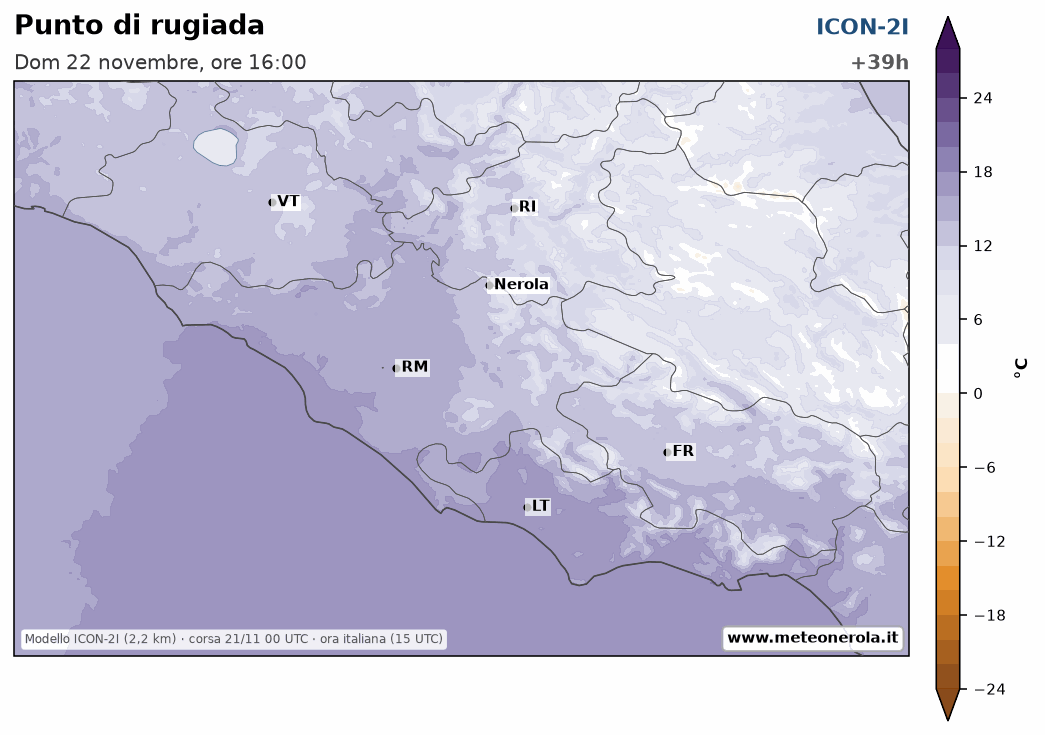 Punto di rugiada
ICON-2I
Dom 22 novembre, ore 16:00
+39h
24
18
12
6
0
−6
−12
−18
−24
°C
VT
RI
Nerola
RM
FR
LT
Modello ICON-2I (2,2 km) · corsa 21/11 00 UTC · ora italiana (15 UTC)
www.meteonerola.it